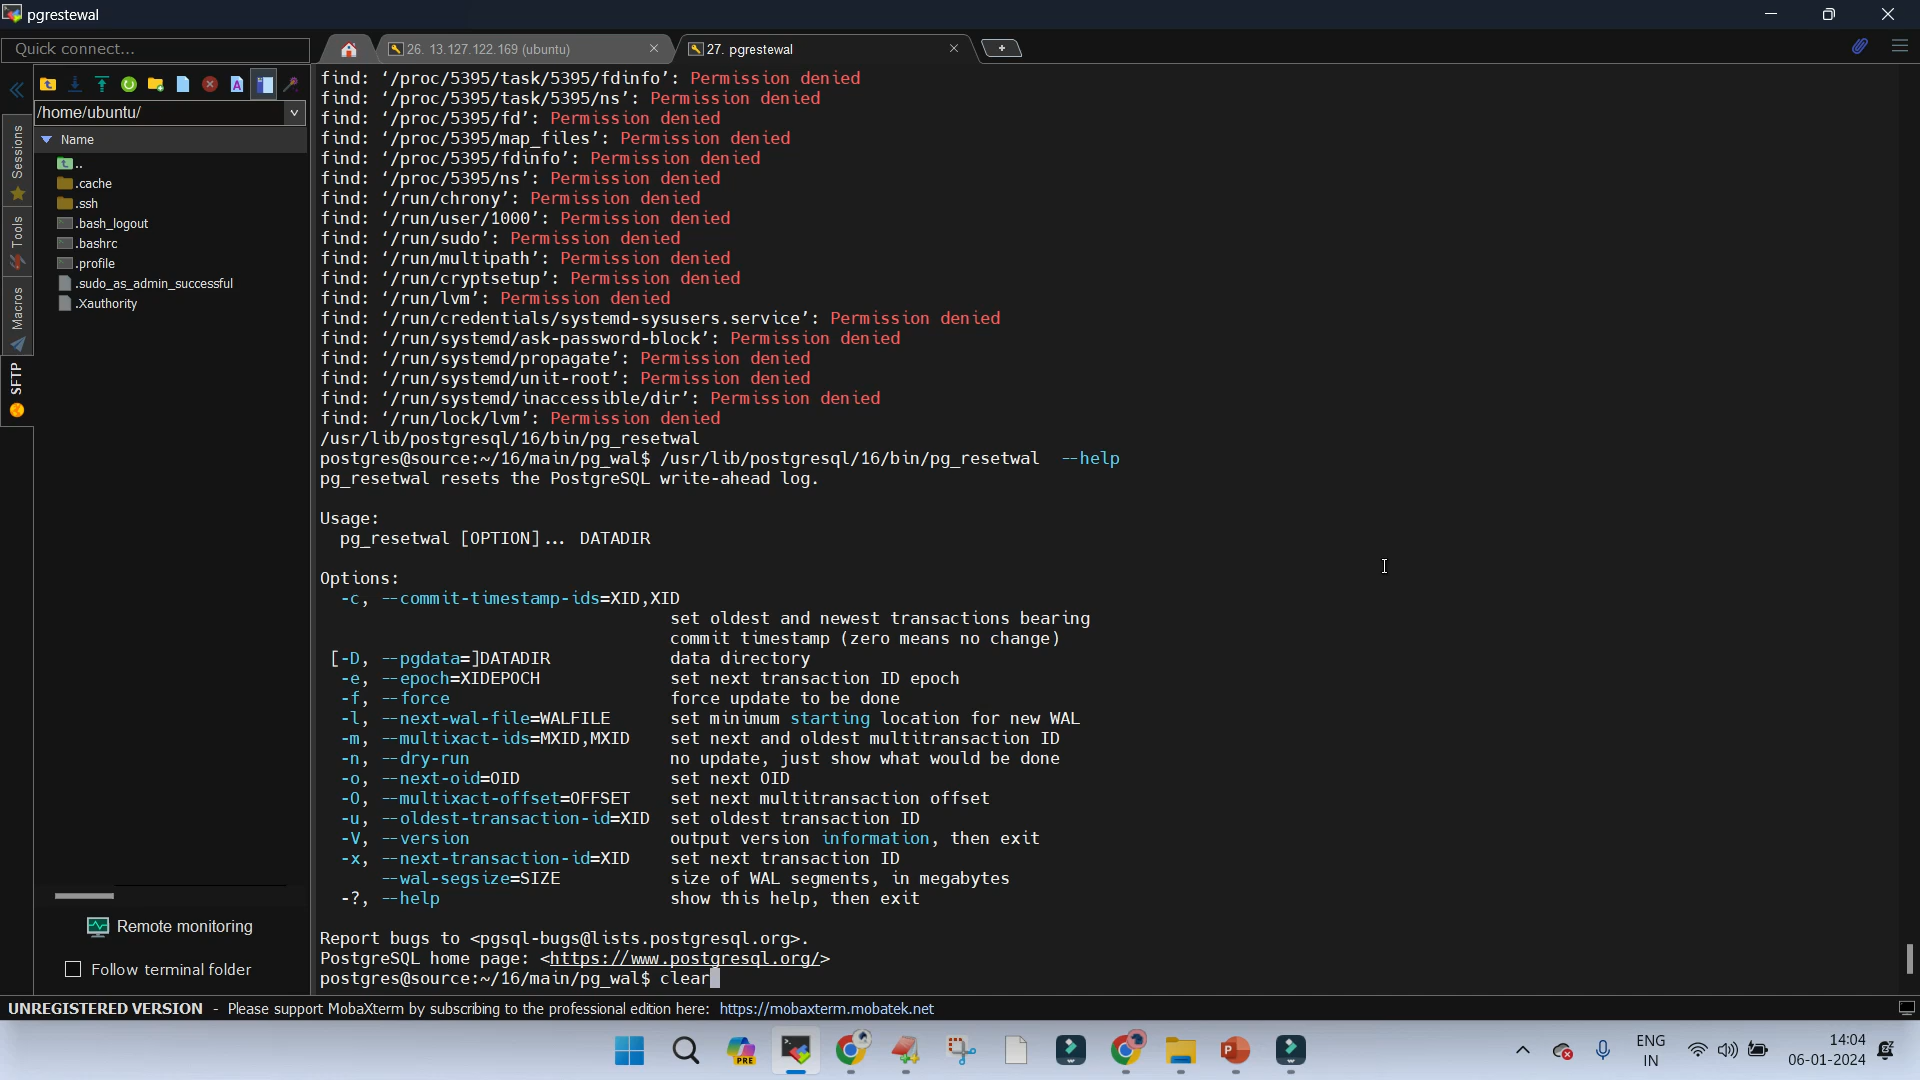 pgrestewal
Quick connect...
26. 13.127.122.169 (ubuntu)
27. pgrestewal
/home/ubuntu/
Name
..
.cache
.ssh
.bash_logout
.bashrc
.profile
.sudo_as_admin_successful
.Xauthority
Sessions
Tools
Macros
SFTP
Remote monitoring
Follow terminal folder
find: ‘/proc/5395/task/5395/fdinfo’: Permission denied
find: ‘/proc/5395/task/5395/ns’: Permission denied
find: ‘/proc/5395/fd’: Permission denied
find: ‘/proc/5395/map_files’: Permission denied
find: ‘/proc/5395/fdinfo’: Permission denied
find: ‘/proc/5395/ns’: Permission denied
find: ‘/run/chrony’: Permission denied
find: ‘/run/user/1000’: Permission denied
find: ‘/run/sudo’: Permission denied
find: ‘/run/multipath’: Permission denied
find: ‘/run/cryptsetup’: Permission denied
find: ‘/run/lvm’: Permission denied
find: ‘/run/credentials/systemd-sysusers.service’: Permission denied
find: ‘/run/systemd/ask-password-block’: Permission denied
find: ‘/run/systemd/propagate’: Permission denied
find: ‘/run/systemd/unit-root’: Permission denied
find: ‘/run/systemd/inaccessible/dir’: Permission denied
find: ‘/run/lock/lvm’: Permission denied
/usr/lib/postgresql/16/bin/pg_resetwal
postgres@source:~/16/main/pg_wal$ /usr/lib/postgresql/16/bin/pg_resetwal  --help
pg_resetwal resets the PostgreSQL write-ahead log.
Usage:
pg_resetwal [OPTION]... DATADIR
Options:
-c, --commit-timestamp-ids=XID,XID
set oldest and newest transactions bearing
commit timestamp (zero means no change)
[-D, --pgdata=]DATADIR data directory
-e, --epoch=XIDEPOCH set next transaction ID epoch
-f, --force force update to be done
-l, --next-wal-file=WALFILE set minimum starting location for new WAL
-m, --multixact-ids=MXID,MXID set next and oldest multitransaction ID
-n, --dry-run no update, just show what would be done
-o, --next-oid=OID set next OID
-O, --multixact-offset=OFFSET set next multitransaction offset
-u, --oldest-transaction-id=XID set oldest transaction ID
-V, --version output version information, then exit
-x, --next-transaction-id=XID set next transaction ID
--wal-segsize=SIZE size of WAL segments, in megabytes
-?, --help show this help, then exit
Report bugs to <pgsql-bugs@lists.postgresql.org>.
PostgreSQL home page: <https://www.postgresql.org/>
postgres@source:~/16/main/pg_wal$ clear
UNREGISTERED VERSION - Please support MobaXterm by subscribing to the professional edition here: https://mobaxterm.mobatek.net
PRE
ENG
IN
14:04
06-01-2024